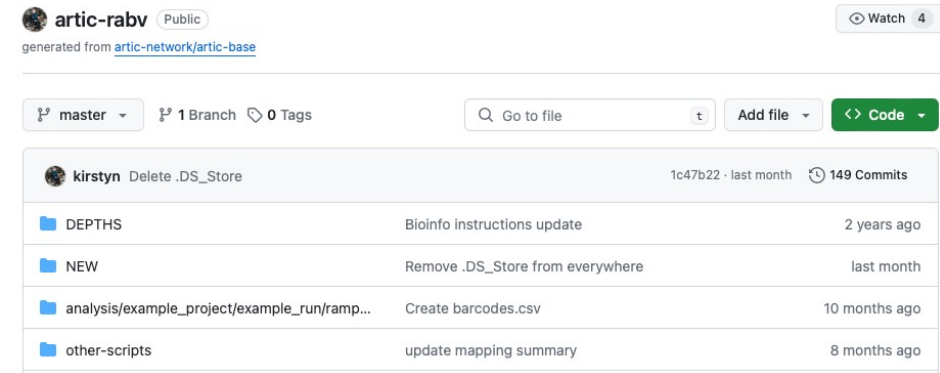 artic-rabv Public Watch 4
generated from artic-network/artic-base
master 1 Branch 0 Tags Go to file t Add file <> Code
kirstyn Delete .DS_Store 1c47b22 · last month 149 Commits
DEPTHS Bioinfo instructions update 2 years ago
NEW Remove .DS_Store from everywhere last month
analysis/example_project/example_run/ramp... Create barcodes.csv 10 months ago
other-scripts update mapping summary 8 months ago